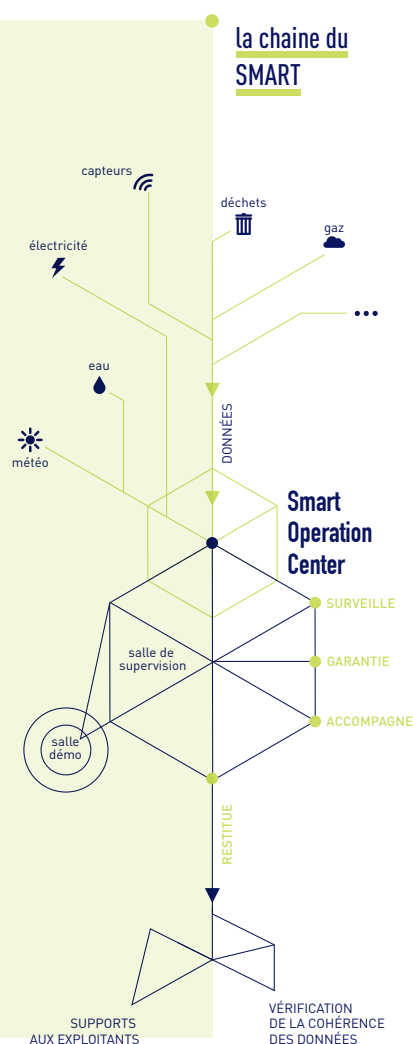 la chaine du
SMART
capteurs
déchets
gaz
électricité
eau
météo
DONNÉES
Smart
Operation
Center
SURVEILLE
salle de
supervision
GARANTIE
ACCOMPAGNE
salle
démo
RESTITUE
SUPPORTS
AUX EXPLOITANTS
VÉRIFICATION
DE LA COHÉRENCE
DES DONNÉES